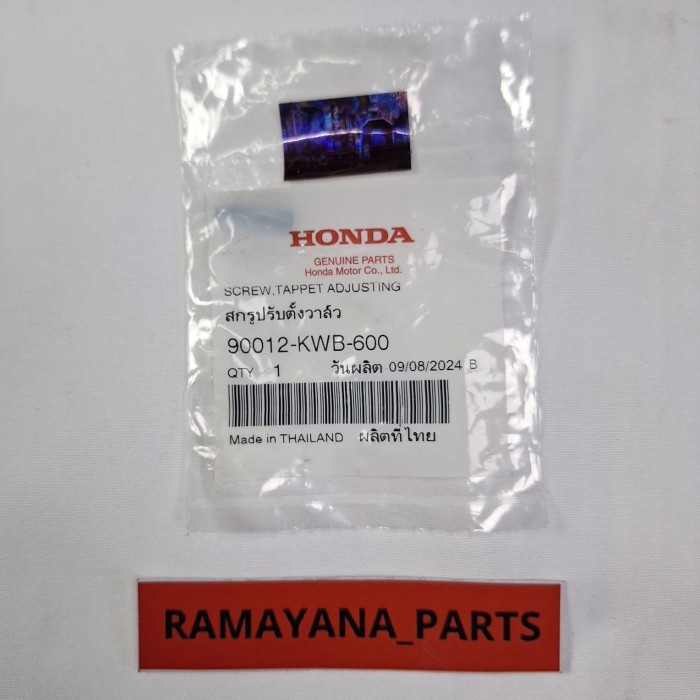 HONDA
GENUINE PARTS
Honda Motor Co., Ltd.
SCREW,TAPPET ADJUSTING
สกรูปรับตั้งวาล์ว
90012-KWB-600
QTY 1 วันผลิต 09/08/2024 B
Made in THAILAND ผลิตที่ไทย
RAMAYANA_PARTS